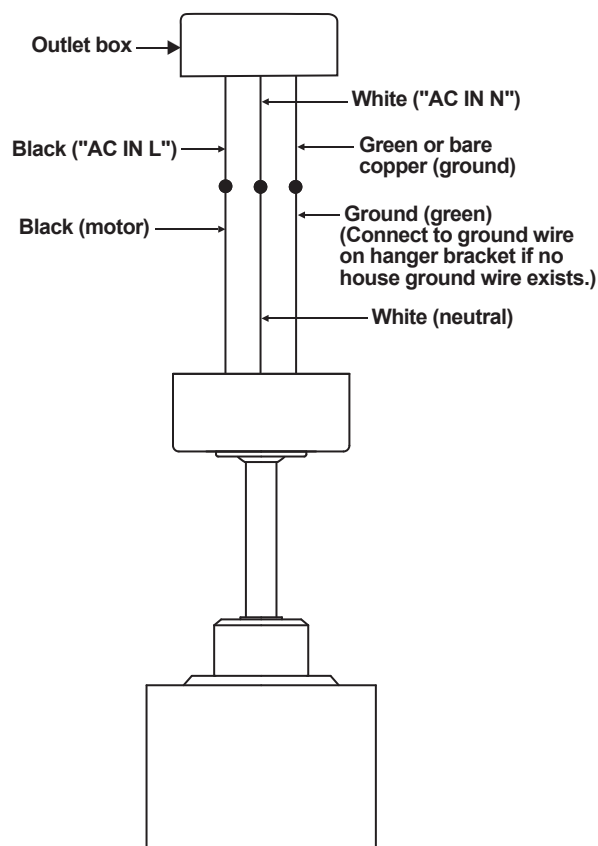 Outlet box
White ("AC IN N")
Black ("AC IN L")
Green or bare
copper (ground)
Black (motor)
Ground (green)
(Connect to ground wire
on hanger bracket if no
house ground wire exists.)
White (neutral)